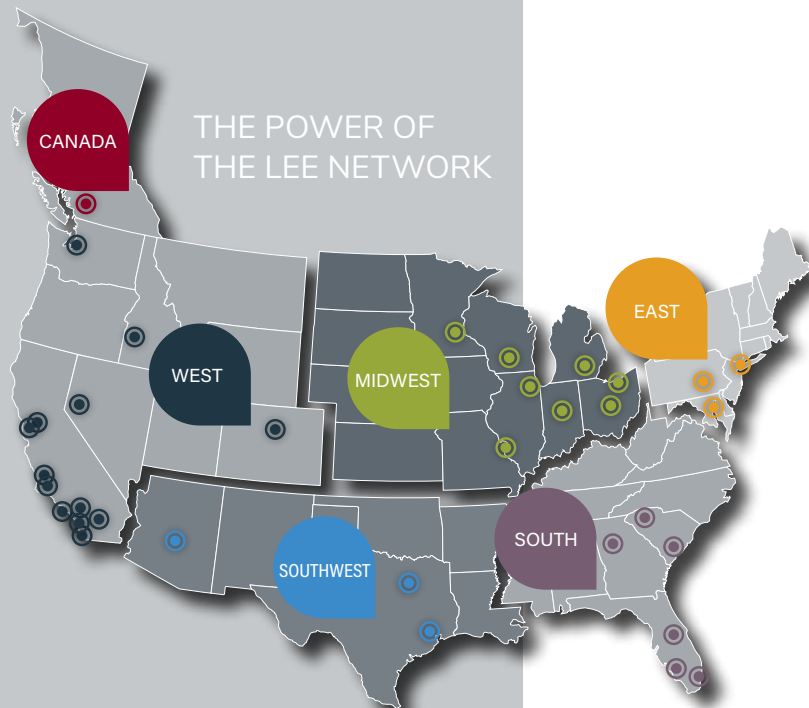 THE POWER OF
THE LEE NETWORK
CANADA
WEST
MIDWEST
EAST
SOUTHWEST
SOUTH